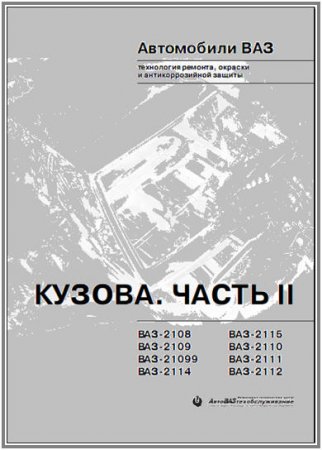 Автомобили ВАЗ
технология ремонта, окраски
и антикоррозийной защиты
КУЗОВА. ЧАСТЬ II
ВАЗ-2108
ВАЗ-2109
ВАЗ-21099
ВАЗ-2114
ВАЗ-2115
ВАЗ-2110
ВАЗ-2111
ВАЗ-2112
АвтоВАЗтехобслуживание